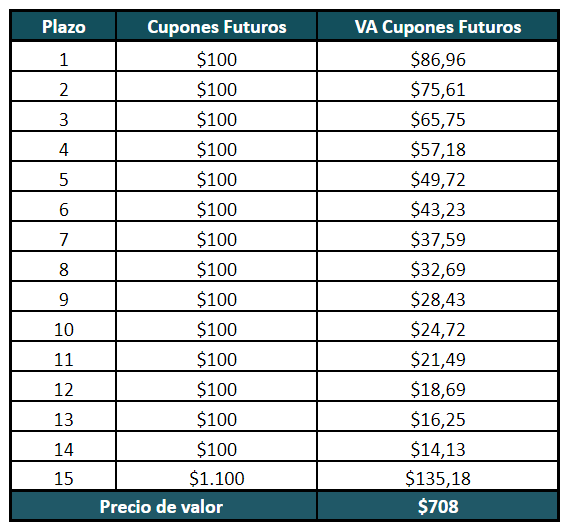 Plazo Cupones Futuros VA Cupones Futuros
1 $100 $86,96
2 $100 $75,61
3 $100 $65,75
4 $100 $57,18
5 $100 $49,72
6 $100 $43,23
7 $100 $37,59
8 $100 $32,69
9 $100 $28,43
10 $100 $24,72
11 $100 $21,49
12 $100 $18,69
13 $100 $16,25
14 $100 $14,13
15 $1.100 $135,18
Precio de valor $708